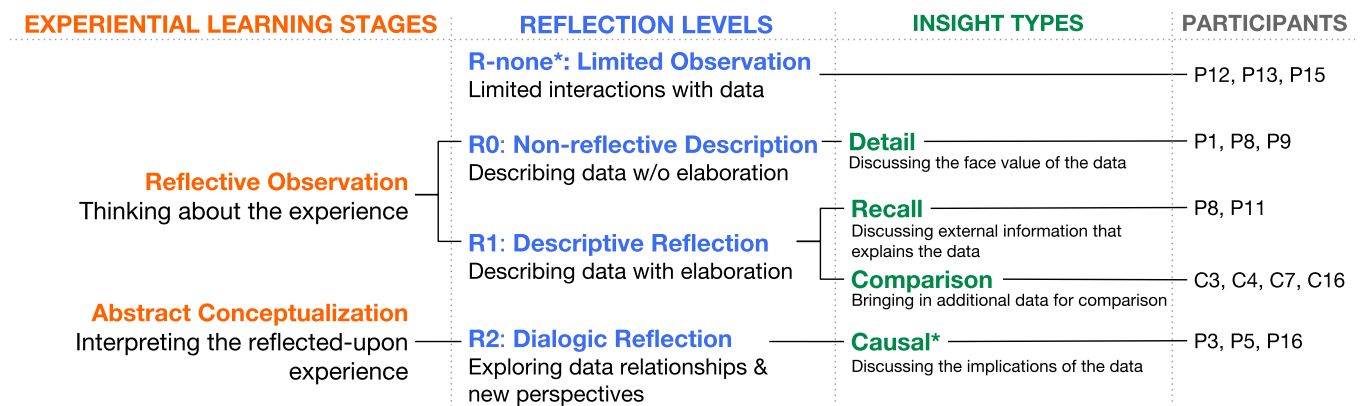 EXPERIENTIAL LEARNING STAGES
REFLECTION LEVELS
INSIGHT TYPES
PARTICIPANTS
R-none*: Limited Observation
Limited interactions with data
P12, P13, P15
Reflective Observation
Thinking about the experience
R0: Non-reflective Description
Describing data w/o elaboration
Detail
Discussing the face value of the data
P1, P8, P9
R1: Descriptive Reflection
Describing data with elaboration
Recall
Discussing external information that
explains the data
P8, P11
Comparison
Bringing in additional data for comparison
C3, C4, C7, C16
Abstract Conceptualization
Interpreting the reflected-upon
experience
R2: Dialogic Reflection
Exploring data relationships &
new perspectives
Causal*
Discussing the implications of the data
P3, P5, P16